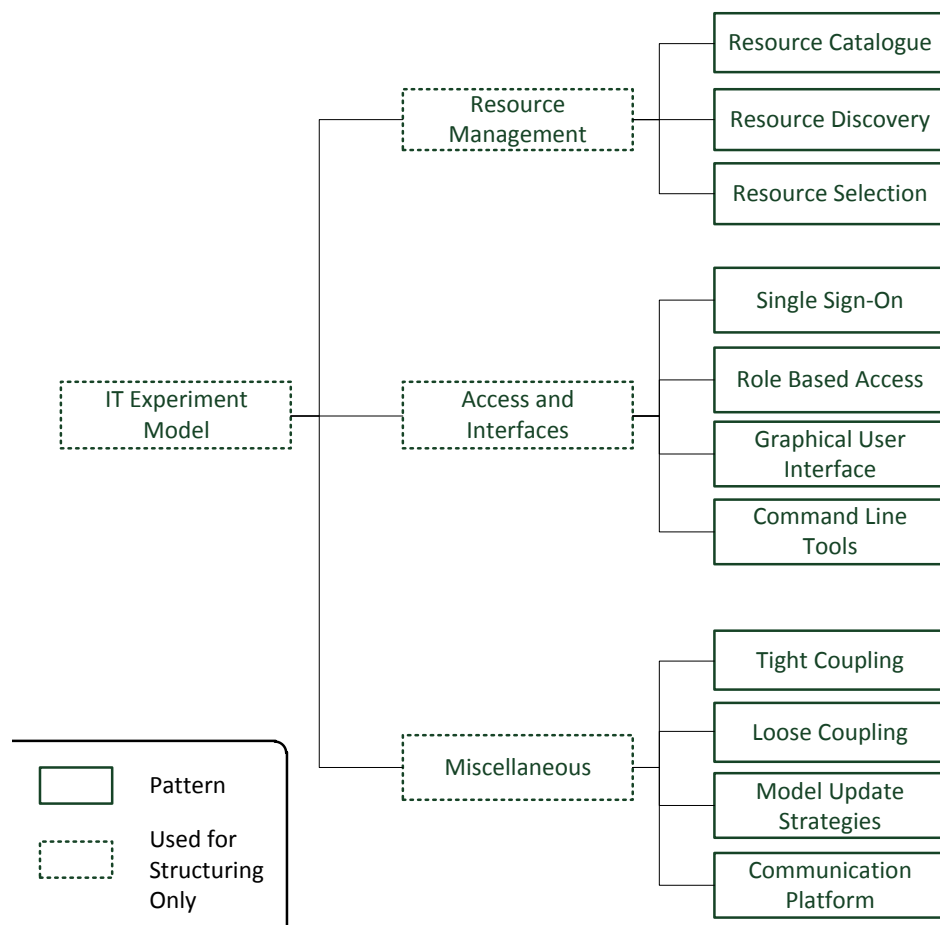 Resource Catalogue
Resource
Management
Resource Discovery
Resource Selection
Single Sign-On
Role Based Access
IT Experiment
Model
Access and
Interfaces
Graphical User
Interface
Command Line
Tools
Tight Coupling
Loose Coupling
Miscellaneous
Model Update
Strategies
Communication
Platform
Pattern
Used for
Structuring
Only